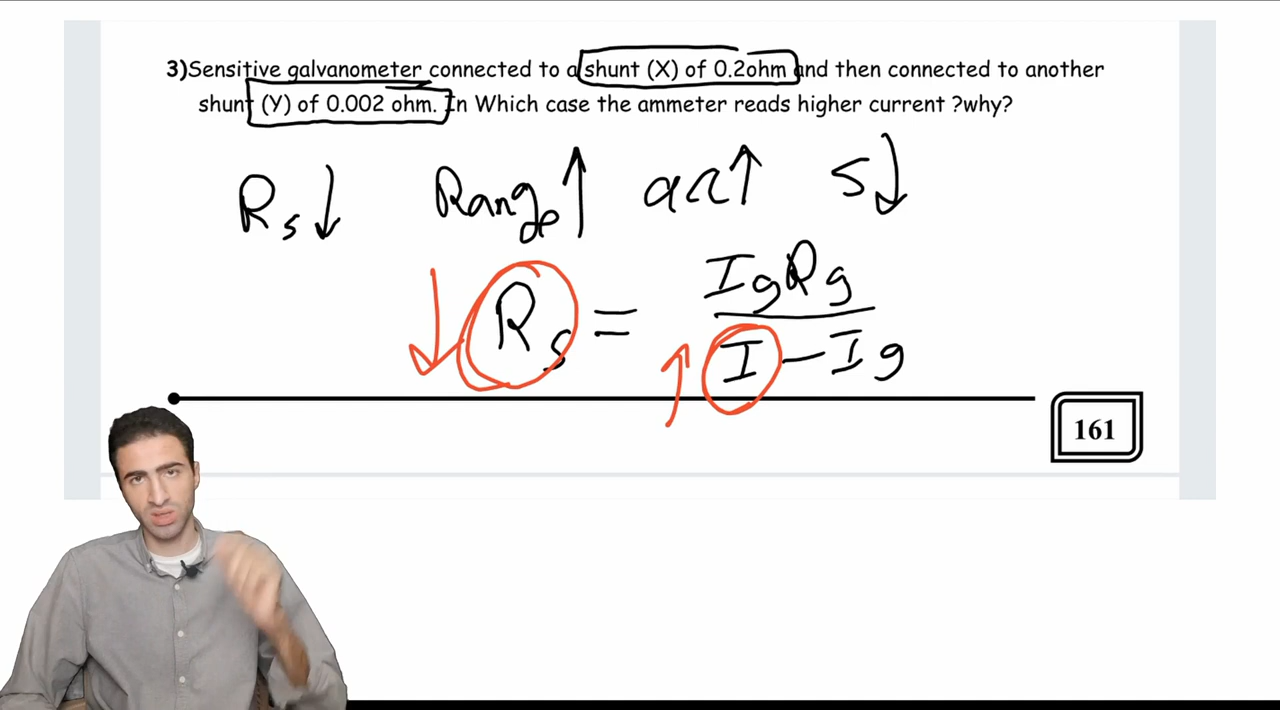 3)Sensitive galvanometer connected to a shunt (X) of 0.2ohm and then connected to another
shunt (Y) of 0.002 ohm. In Which case the ammeter reads higher current ?why?
Rs↓ Range↑ acc↑ S↓
↓ Rs = IgRg
↑ I - Ig
161